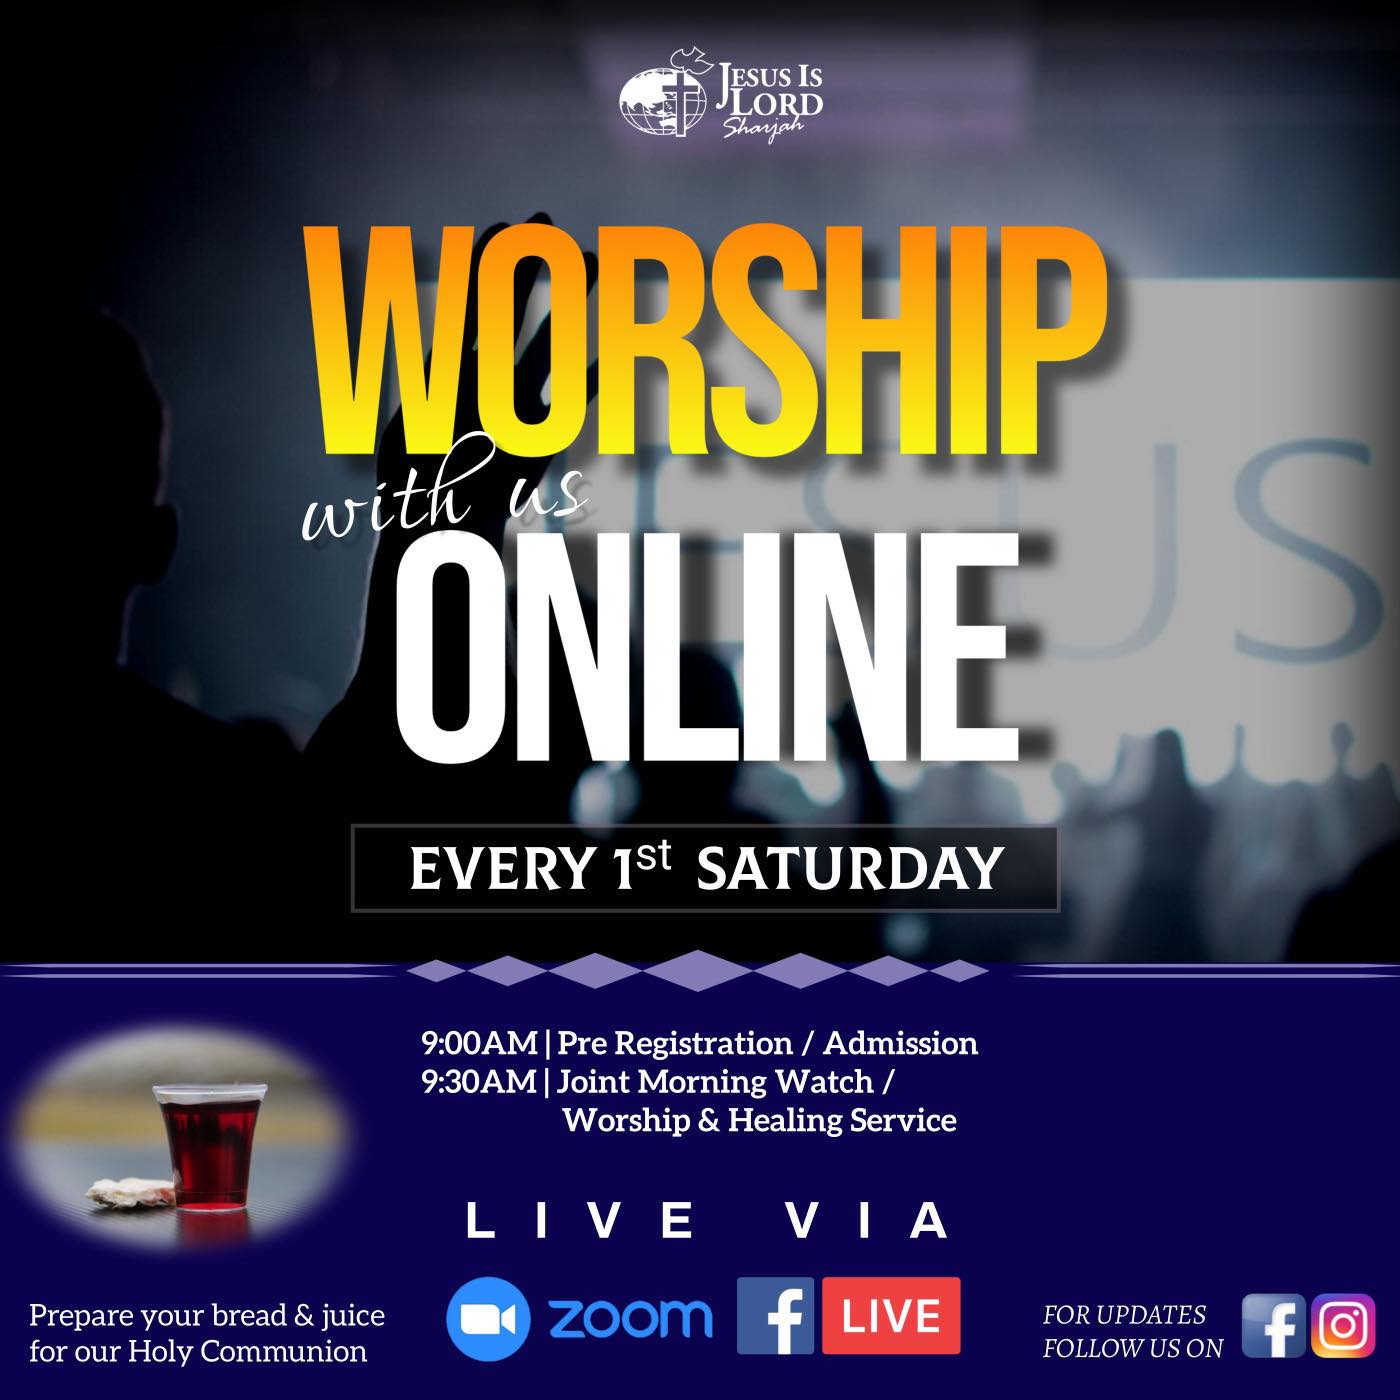 JESUS IS
LORD
Sharjah
WORSHIP
with us
ONLINE
JESUS
EVERY 1st SATURDAY
9:00AM | Pre Registration / Admission
9:30AM | Joint Morning Watch /
Worship & Healing Service
LIVE VIA
zoom
f LIVE
Prepare your bread & juice
for our Holy Communion
FOR UPDATES
FOLLOW US ON
f